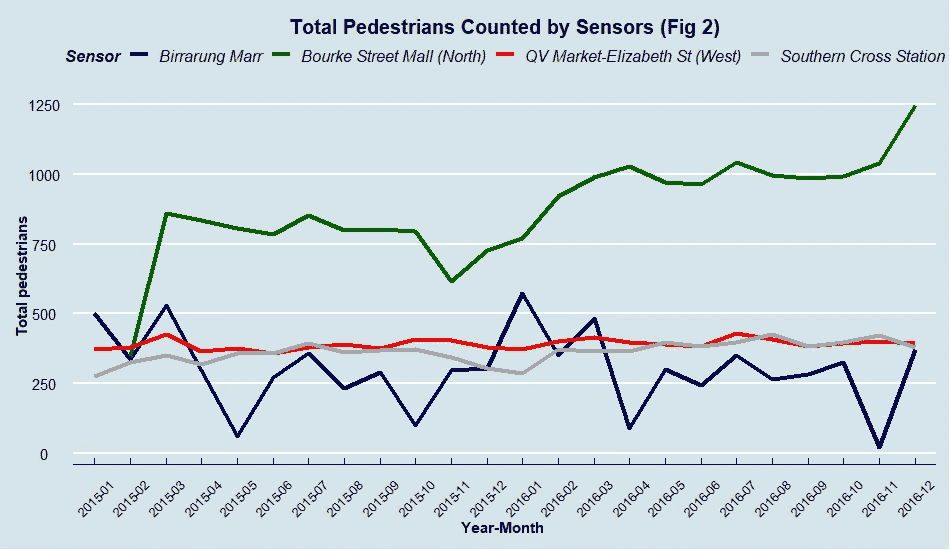 Total Pedestrians Counted by Sensors (Fig 2)
Sensor Birrarung Marr Bourke Street Mall (North) QV Market-Elizabeth St (West) Southern Cross Station
1250
1000
750
500
250
0
Total pedestrians
2015-01 2015-02 2015-03 2015-04 2015-05 2015-06 2015-07 2015-08 2015-09 2015-10 2015-11 2015-12 2016-01 2016-02 2016-03 2016-04 2016-05 2016-06 2016-07 2016-08 2016-09 2016-10 2016-11 2016-12
Year-Month